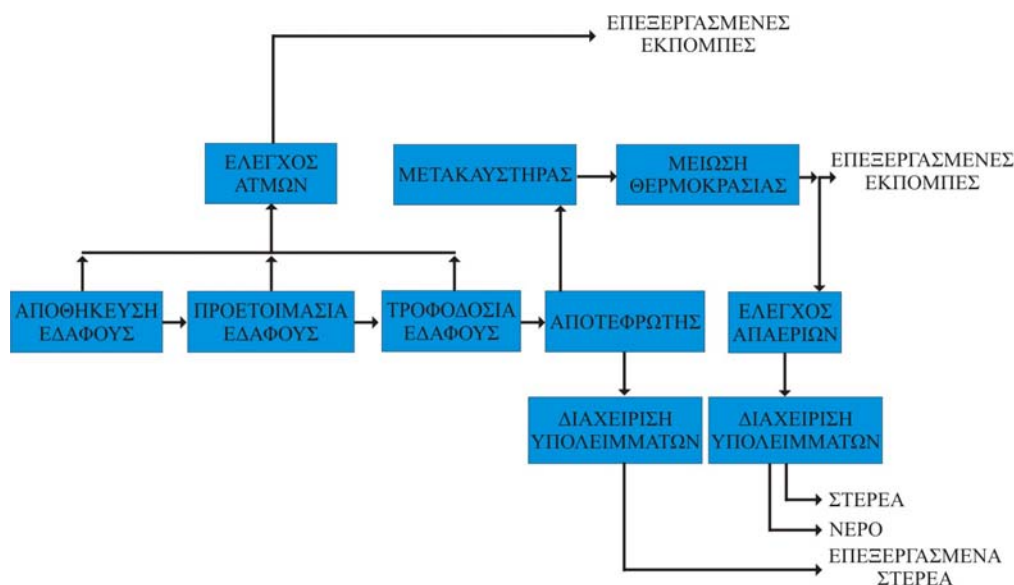 ΕΠΕΞΕΡΓΑΣΜΕΝΕΣ
ΕΚΠΟΜΠΕΣ
ΕΛΕΓΧΟΣ
ΑΤΜΩΝ
ΜΕΤΑΚΑΥΣΤΗΡΑΣ
ΜΕΙΩΣΗ
ΘΕΡΜΟΚΡΑΣΙΑΣ
ΕΠΕΞΕΡΓΑΣΜΕΝΕΣ
ΕΚΠΟΜΠΕΣ
ΑΠΟΘΗΚΕΥΣΗ
ΕΔΑΦΟΥΣ
ΠΡΟΕΤΟΙΜΑΣΙΑ
ΕΔΑΦΟΥΣ
ΤΡΟΦΟΔΟΣΙΑ
ΕΔΑΦΟΥΣ
ΑΠΟΤΕΦΡΩΤΗΣ
ΕΛΕΓΧΟΣ
ΑΠΑΕΡΙΩΝ
ΔΙΑΧΕΙΡΙΣΗ
ΥΠΟΛΕΙΜΜΑΤΩΝ
ΔΙΑΧΕΙΡΙΣΗ
ΥΠΟΛΕΙΜΜΑΤΩΝ
ΣΤΕΡΕΑ
ΝΕΡΟ
ΕΠΕΞΕΡΓΑΣΜΕΝΑ
ΣΤΕΡΕΑ